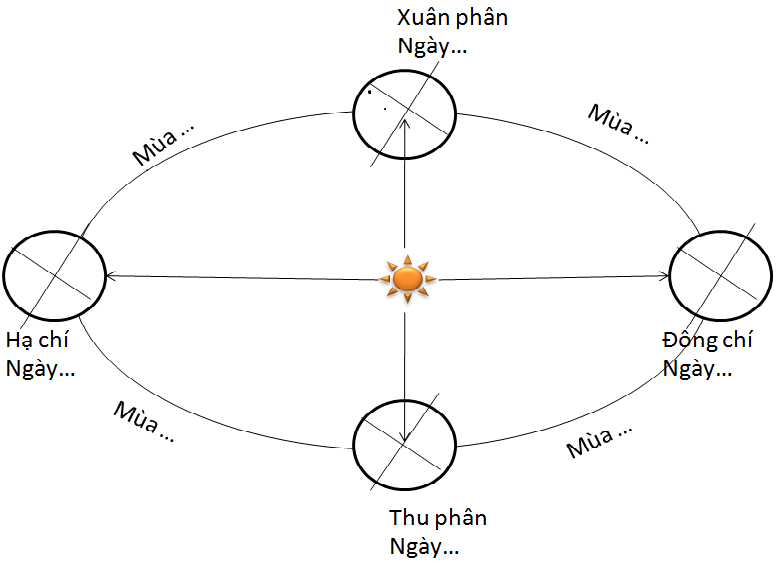 Xuân phân
Ngày...
Mùa ...
Mùa ...
Hạ chí
Ngày...
Đông chí
Ngày...
Mùa ...
Mùa ...
Thu phân
Ngày...